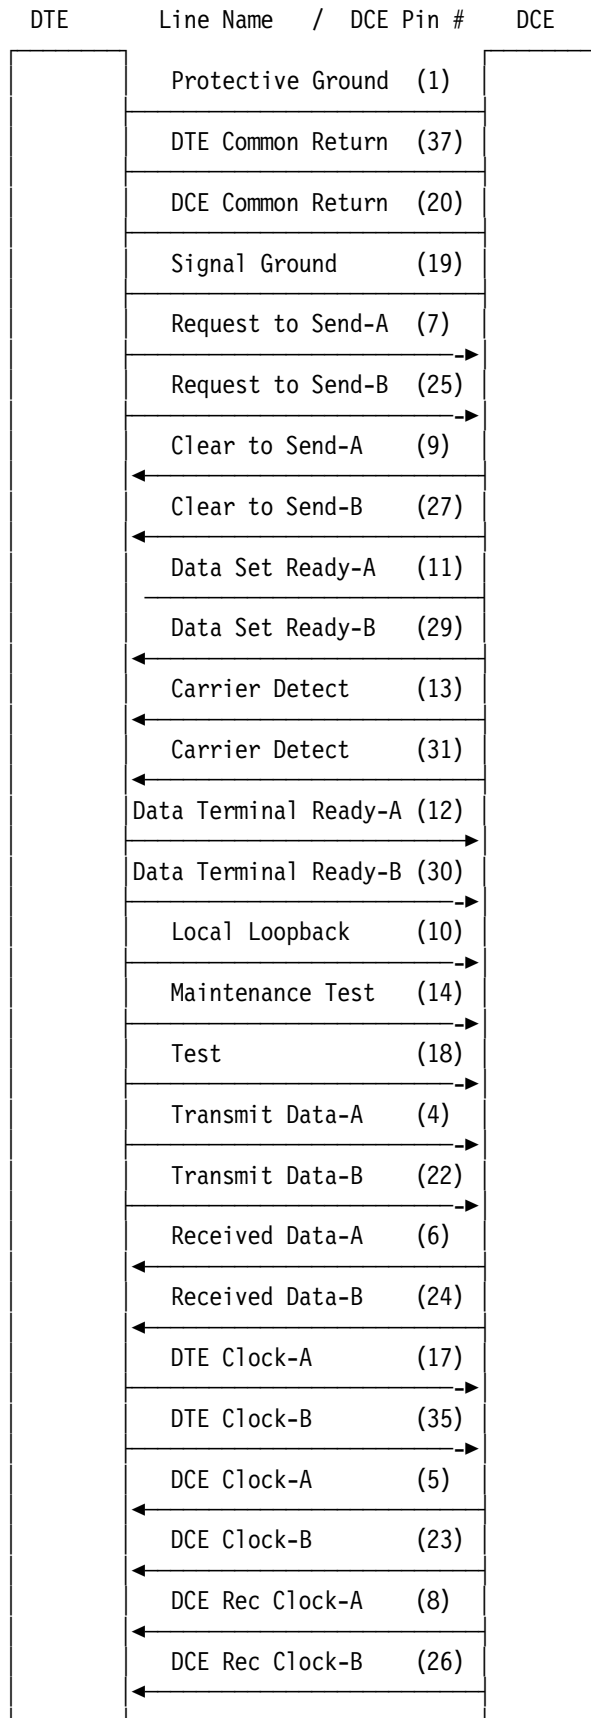 DTE Line Name / DCE Pin # DCE
Protective Ground (1)
DTE Common Return (37)
DCE Common Return (20)
Signal Ground (19)
Request to Send-A (7)
Request to Send-B (25)
Clear to Send-A (9)
Clear to Send-B (27)
Data Set Ready-A (11)
Data Set Ready-B (29)
Carrier Detect (13)
Carrier Detect (31)
Data Terminal Ready-A (12)
Data Terminal Ready-B (30)
Local Loopback (10)
Maintenance Test (14)
Test (18)
Transmit Data-A (4)
Transmit Data-B (22)
Received Data-A (6)
Received Data-B (24)
DTE Clock-A (17)
DTE Clock-B (35)
DCE Clock-A (5)
DCE Clock-B (23)
DCE Rec Clock-A (8)
DCE Rec Clock-B (26)